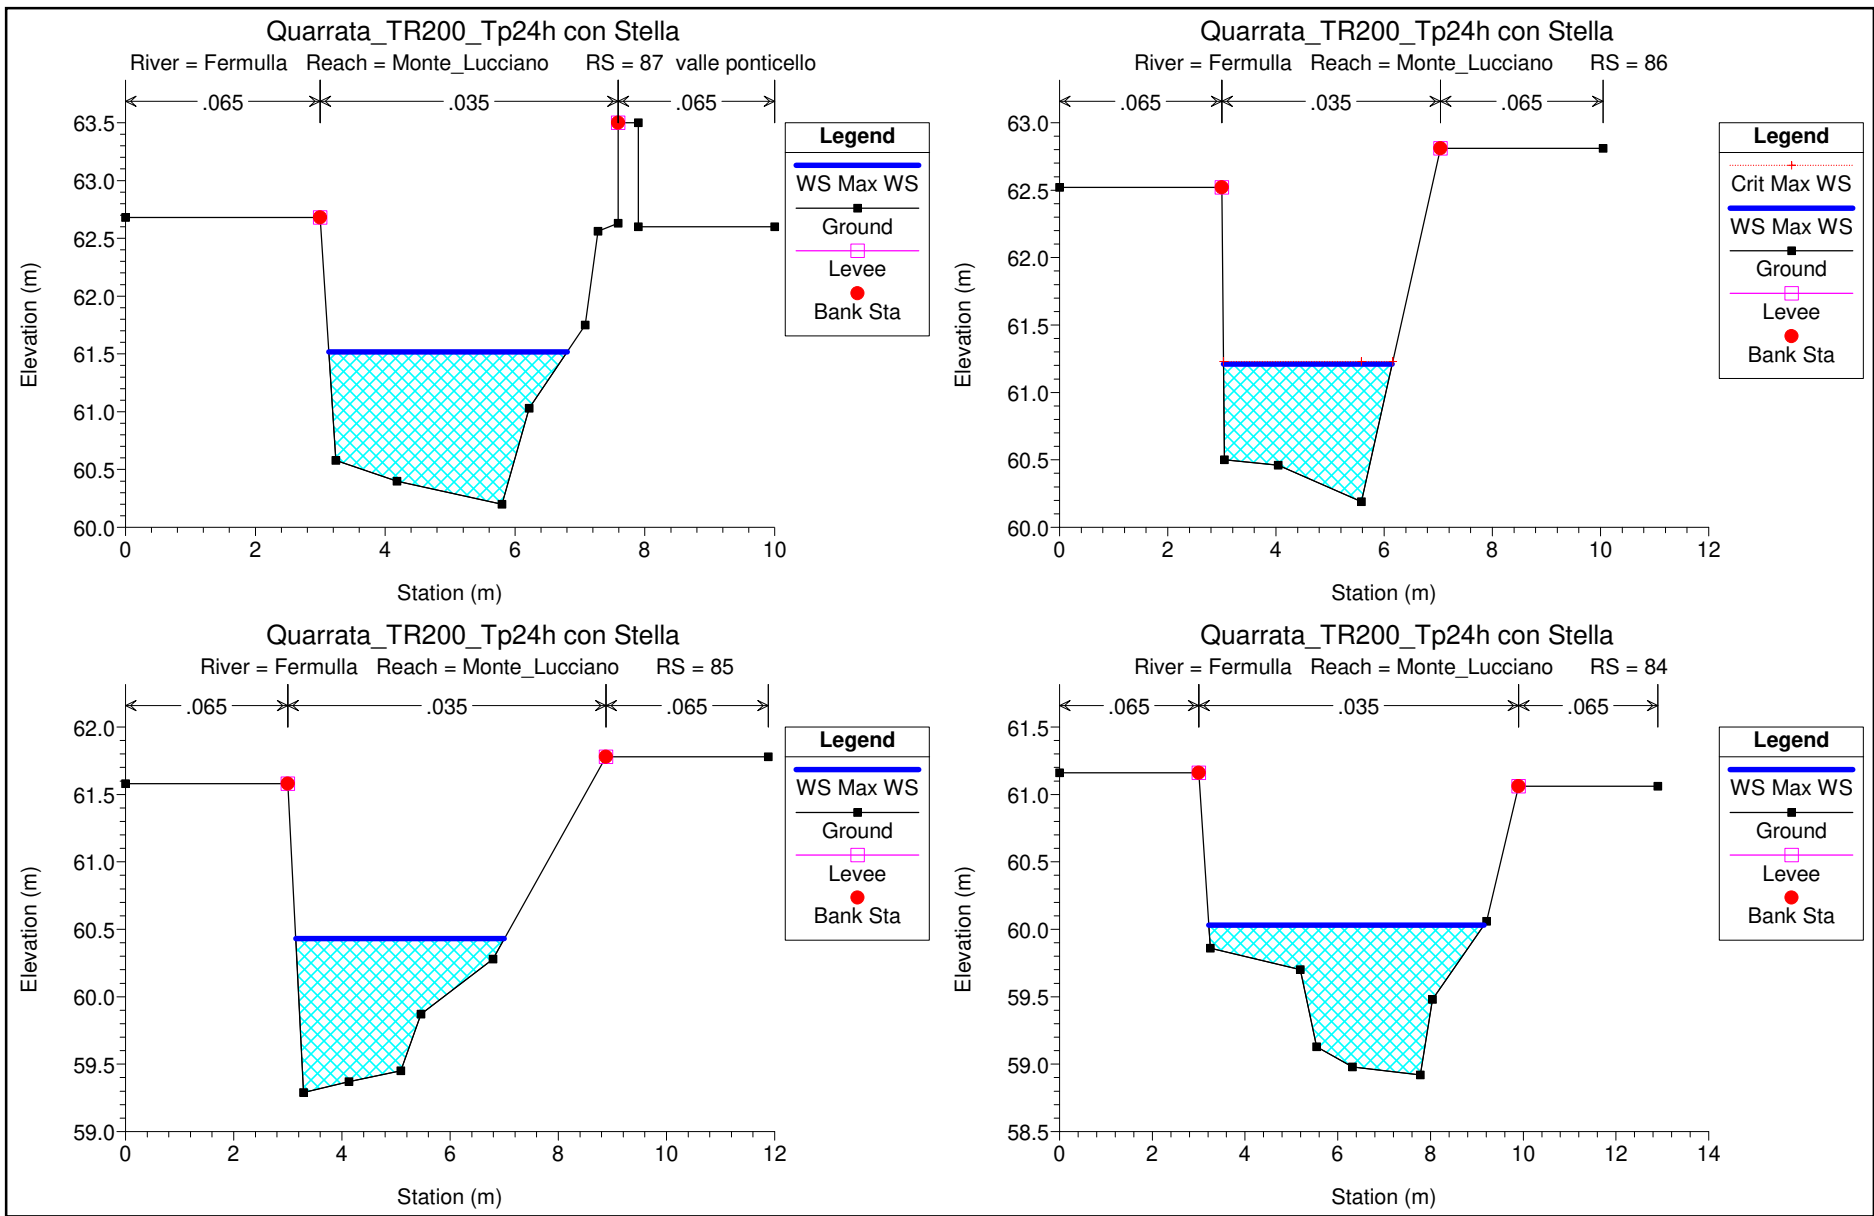 Quarrata_TR200_Tp24h con Stella
River = Fermulla Reach = Monte_Lucciano RS = 87 valle ponticello
.065 .035 .065
63.5
63.0
62.5
62.0
61.5
61.0
60.5
60.0
0 2 4 6 8 10
Station (m)
Elevation (m)
Legend
WS Max WS
Ground
Levee
Bank Sta
Quarrata_TR200_Tp24h con Stella
River = Fermulla Reach = Monte_Lucciano RS = 86
.065 .035 .065
63.0
62.5
62.0
61.5
61.0
60.5
60.0
0 2 4 6 8 10 12
Station (m)
Elevation (m)
Legend
Crit Max WS
WS Max WS
Ground
Levee
Bank Sta
Quarrata_TR200_Tp24h con Stella
River = Fermulla Reach = Monte_Lucciano RS = 85
.065 .035 .065
62.0
61.5
61.0
60.5
60.0
59.5
59.0
0 2 4 6 8 10 12
Station (m)
Elevation (m)
Legend
WS Max WS
Ground
Levee
Bank Sta
Quarrata_TR200_Tp24h con Stella
River = Fermulla Reach = Monte_Lucciano RS = 84
.065 .035 .065
61.5
61.0
60.5
60.0
59.5
59.0
58.5
0 2 4 6 8 10 12 14
Station (m)
Elevation (m)
Legend
WS Max WS
Ground
Levee
Bank Sta